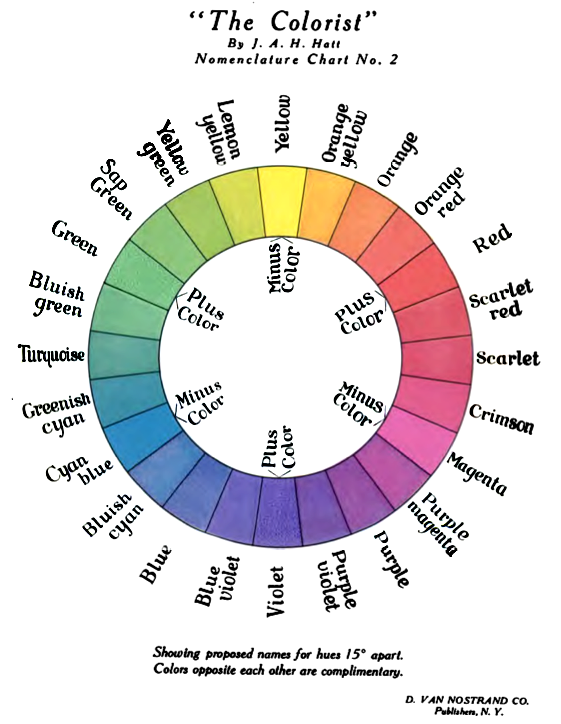 "The Colorist"
By J. A. H. Hatt
Nomenclature Chart No. 2
Yellow
Orange
yellow
Orange
Orange
red
Red
Scarlet
red
Scarlet
Crimson
Magenta
Purple
magenta
Purple
Purple
violet
Violet
Blue
violet
Blue
Bluish
cyan
Cyan
blue
Greenish
cyan
Turquoise
Bluish
green
Green
Sap
Green
Yellow
green
Lemon
yellow
Minus
Color
Plus
Color
Minus
Color
Plus
Color
Minus
Color
Plus
Color
Showing proposed names for hues 15° apart.
Colors opposite each other are complimentary.
D. VAN NOSTRAND CO.
Publishers, N. Y.